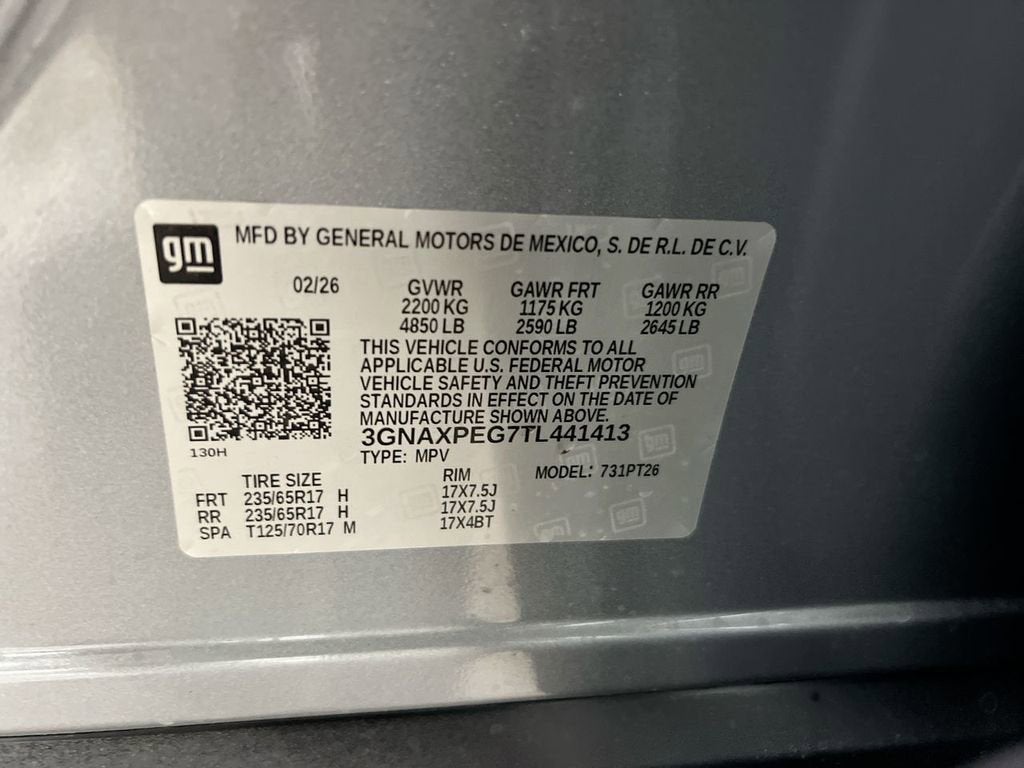 gm
MFD BY GENERAL MOTORS DE MEXICO, S. DE R.L. DE C.V.
02/26 GVWR GAWR FRT GAWR RR
2200 KG 1175 KG 1200 KG
4850 LB 2590 LB 2645 LB
THIS VEHICLE CONFORMS TO ALL
APPLICABLE U.S. FEDERAL MOTOR
VEHICLE SAFETY AND THEFT PREVENTION
STANDARDS IN EFFECT ON THE DATE OF
MANUFACTURE SHOWN ABOVE.
3GNAXPEG7TL441413
130H
TYPE: MPV MODEL: 731PT26
TIRE SIZE RIM
FRT 235/65R17 H 17X7.5J
RR 235/65R17 H 17X7.5J
SPA T125/70R17 M 17X4BT